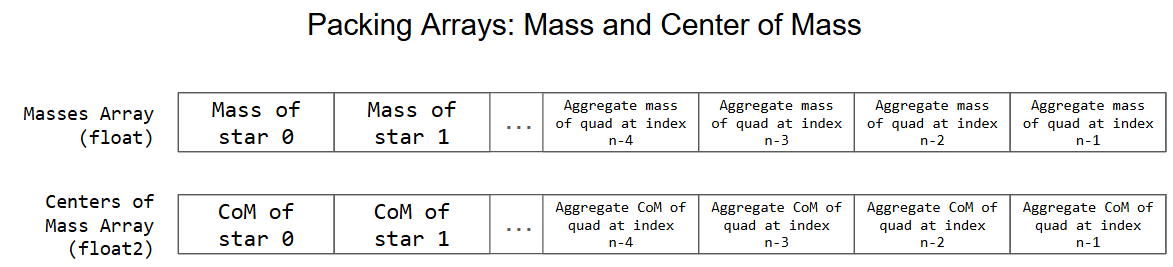 Packing Arrays: Mass and Center of Mass
Masses Array
(float)
Mass of
star 0
Mass of
star 1
...
Aggregate mass
of quad at index
n-4
Aggregate mass
of quad at index
n-3
Aggregate mass
of quad at index
n-2
Aggregate mass
of quad at index
n-1
Centers of
Mass Array
(float2)
CoM of
star 0
CoM of
star 1
...
Aggregate CoM of
quad at index
n-4
Aggregate CoM of
quad at index
n-3
Aggregate CoM of
quad at index
n-2
Aggregate CoM of
quad at index
n-1